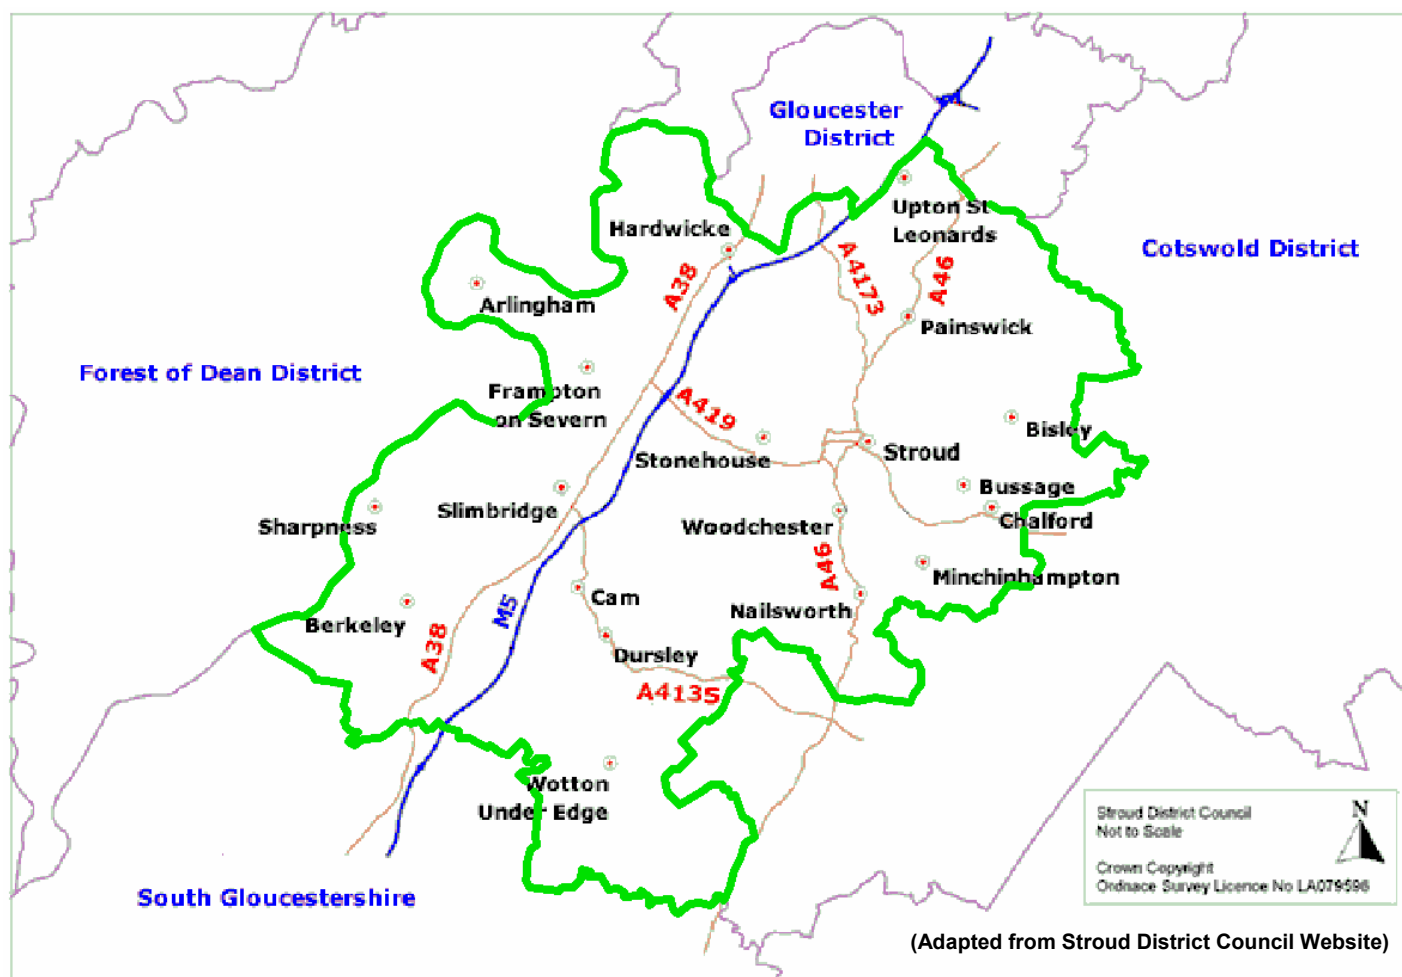 Gloucester
District
Upton St
Leonards
Hardwicke
Cotswold District
A38
A4173
A46
Arlingham
Painswick
Forest of Dean District
Frampton
on Severn
A419
Bisley
Stonehouse
Stroud
Bussage
Slimbridge
Sharpness
Woodchester
Chalford
A46
Minchinhampton
Cam
M5
Nailsworth
Berkeley
A38
Dursley
A4135
Wotton
Under Edge
South Gloucestershire
Stroud District Council
Not to Scale
N
Crown Copyright
Ordnace Survey Licence No LA079596
(Adapted from Stroud District Council Website)